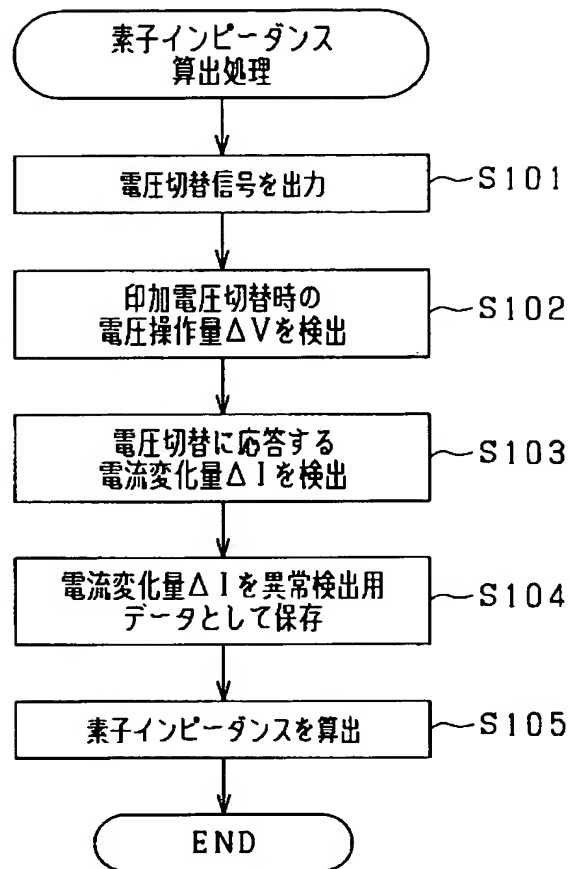 素子インピーダンス
算出処理
電圧切替信号を出力
S101
印加電圧切替時の
電圧操作量ΔVを検出
S102
電圧切替に応答する
電流変化量ΔIを検出
S103
電流変化量ΔIを異常検出用
データとして保存
S104
素子インピーダンスを算出
S105
END